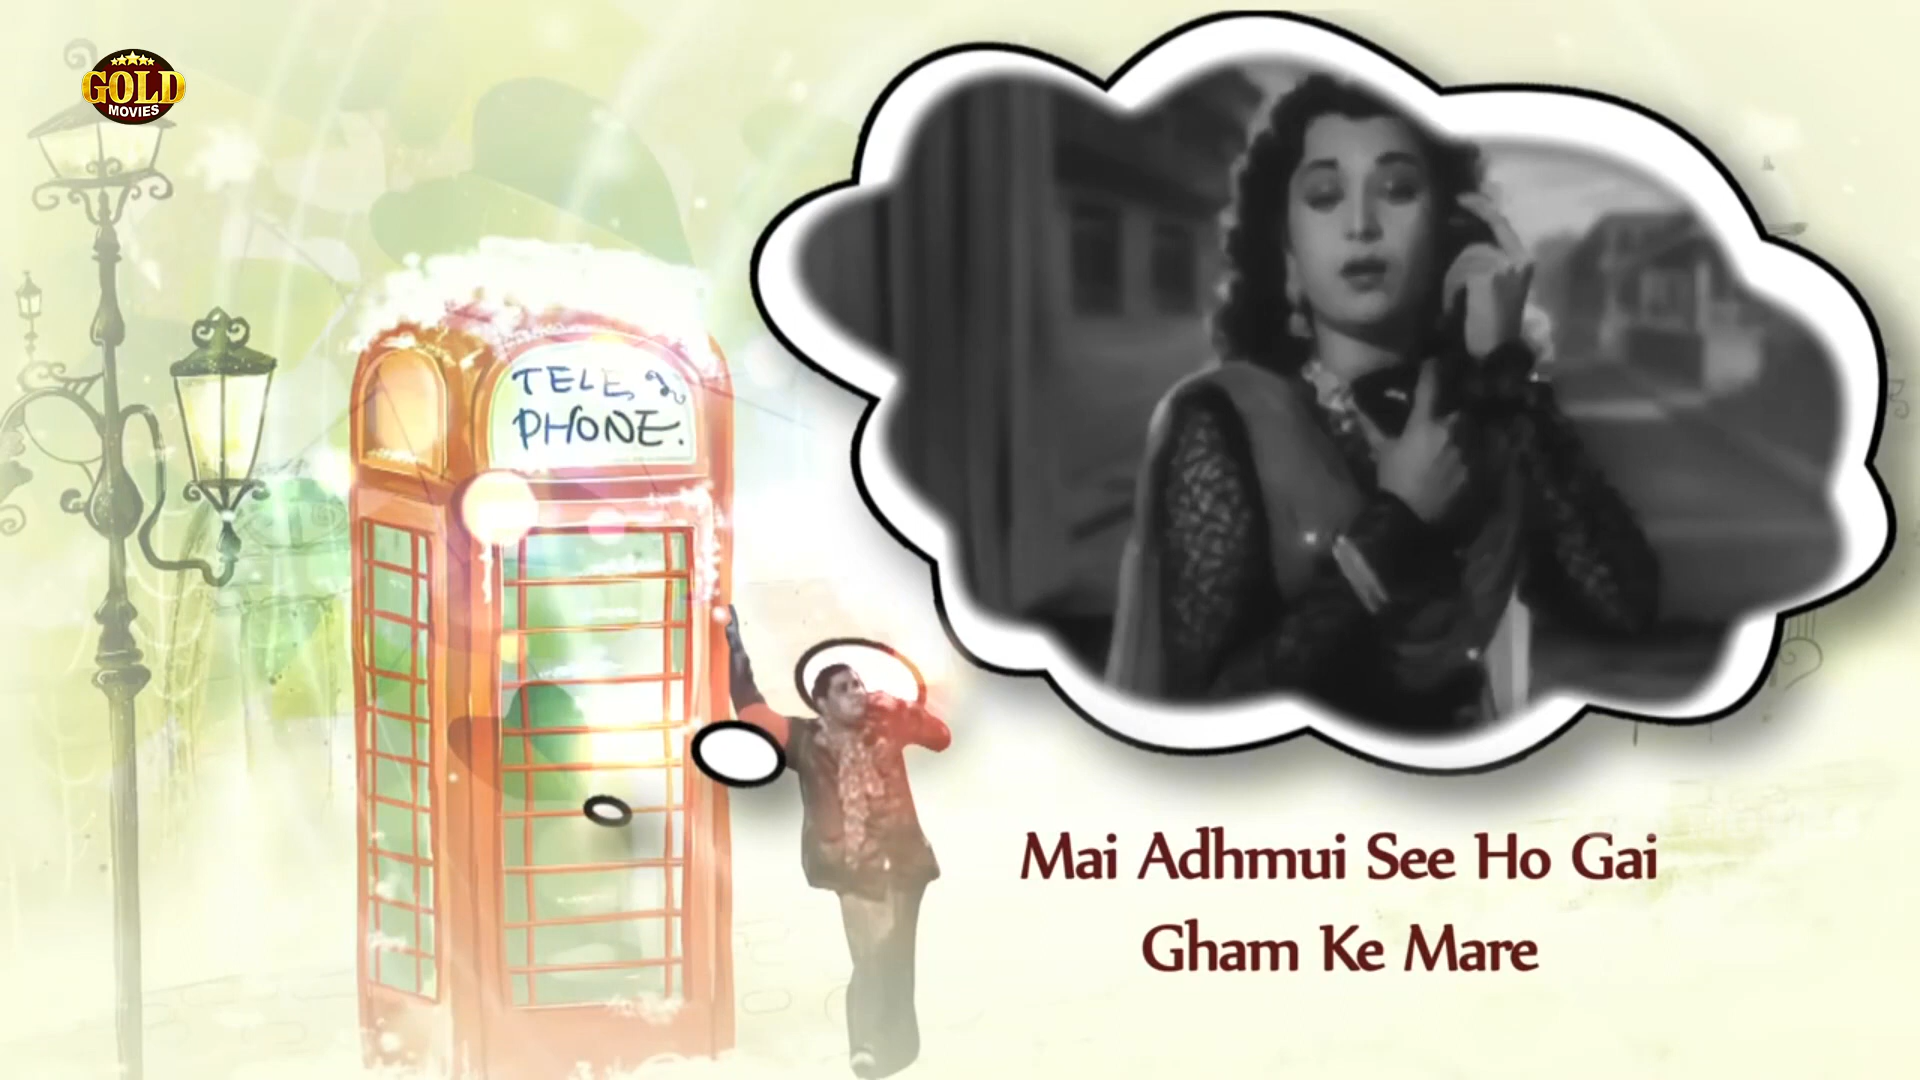 GOLD
MOVIES
TELE
PHONE.
Mai Adhmui See Ho Gai
Gham Ke Mare